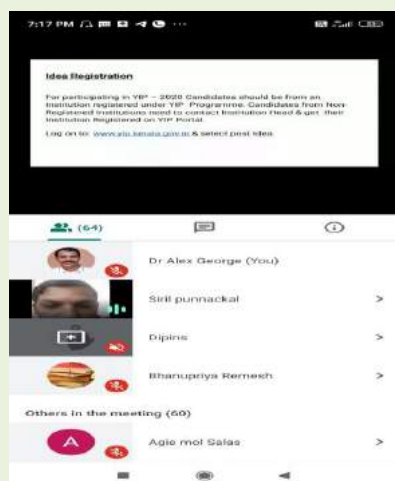 7:17 PM
Idea Registration
For participating in YIP - 2020 Candidates should be from an
Institution registered under YIP Programme. Candidates from Non-
Registered Institutions need to contact Institution Head & get their
Institution Registered on YIP Portal.
Log on to: www.yip.kerala.gov.in & select post Idea.
(64)
Dr Alex George (You)
Siril punnackal
Dipins
Bhanupriya Remesh
Others in the meeting (60)
A
Agie mol Salas